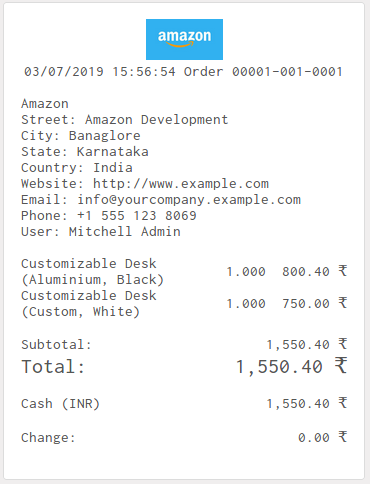 amazon
03/07/2019 15:56:54 Order 00001-001-0001
Amazon
Street: Amazon Development
City: Banaglore
State: Karnataka
Country: India
Website: http://www.example.com
Email: info@yourcompany.example.com
Phone: +1 555 123 8069
User: Mitchell Admin
Customizable Desk
(Aluminium, Black) 1.000 800.40 ₹
Customizable Desk
(Custom, White) 1.000 750.00 ₹
Subtotal: 1,550.40 ₹
Total: 1,550.40 ₹
Cash (INR) 1,550.40 ₹
Change: 0.00 ₹